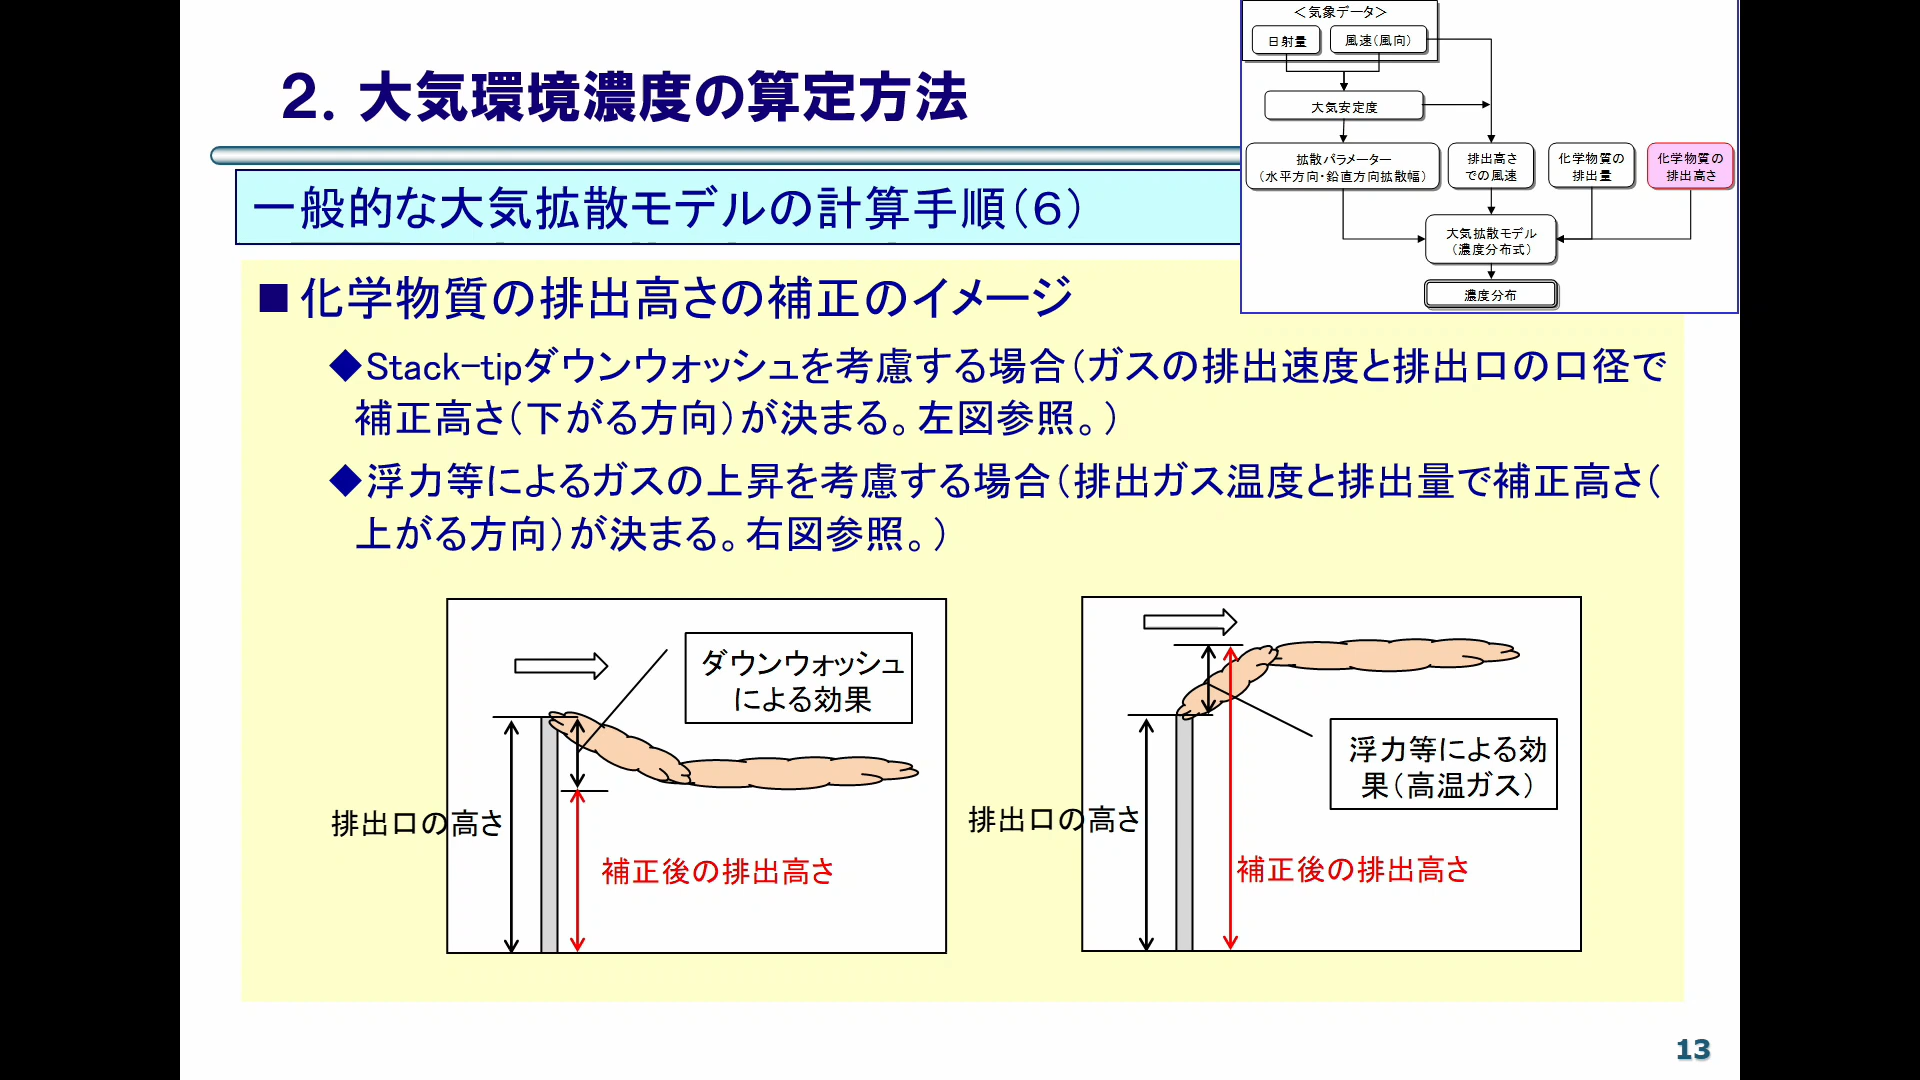 2. 大気環境濃度の算定方法
＜気象データ＞
日射量
風速（風向）
大気安定度
拡散パラメーター
（水平方向・鉛直方向拡散幅）
排出高さ
での風速
化学物質の
排出量
化学物質の
排出高さ
大気拡散モデル
（濃度分布式）
濃度分布
一般的な大気拡散モデルの計算手順（６）
■化学物質の排出高さの補正のイメージ
◆Stack-tipダウンウォッシュを考慮する場合（ガスの排出速度と排出口の口径で
補正高さ（下がる方向）が決まる。左図参照。）
◆浮力等によるガスの上昇を考慮する場合（排出ガス温度と排出量で補正高さ（
上がる方向）が決まる。右図参照。）
ダウンウォッシュ
による効果
排出口の高さ
補正後の排出高さ
浮力等による効
果（高温ガス）
排出口の高さ
補正後の排出高さ
13